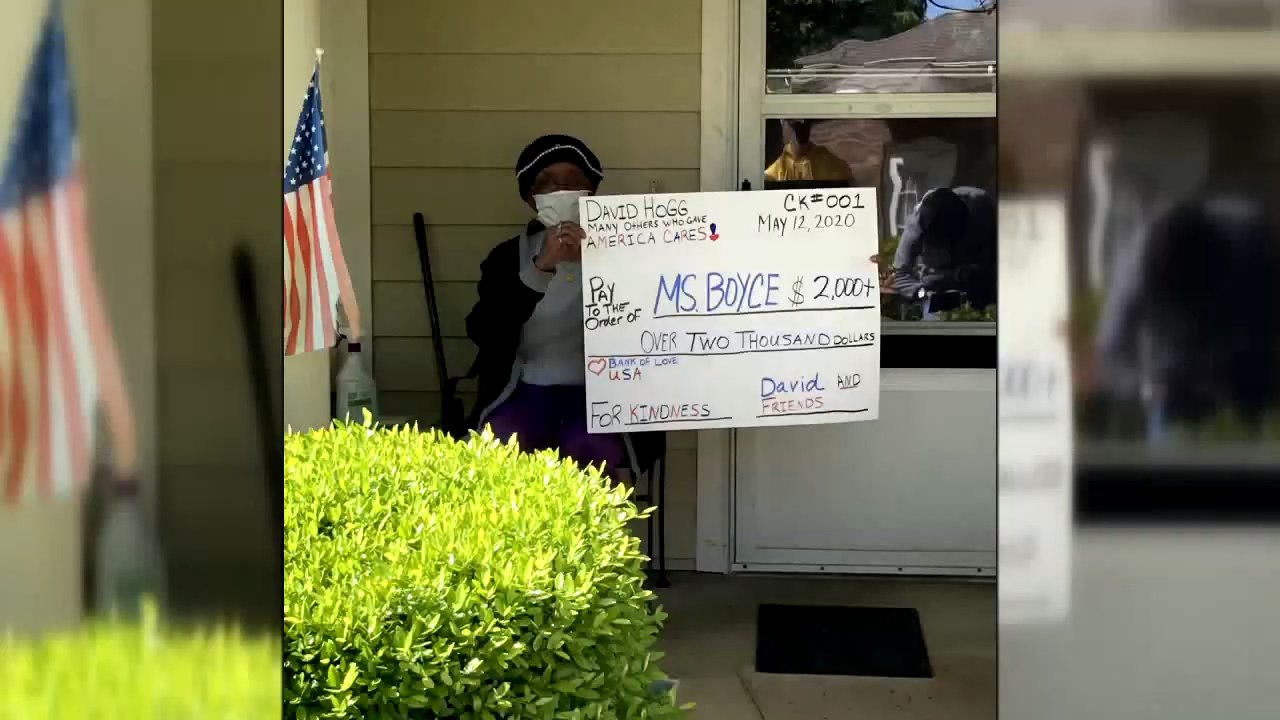 DAVID HOGG
MANY OTHERS WHO GAVE
AMERICA CARES!
CK#001
MAY 12, 2020
PAY
TO THE
Order of
MS. BOYCE $ 2,000+
OVER TWO THOUSAND DOLLARS
BANK OF LOVE
USA
FOR KINDNESS
David AND
FRIENDS